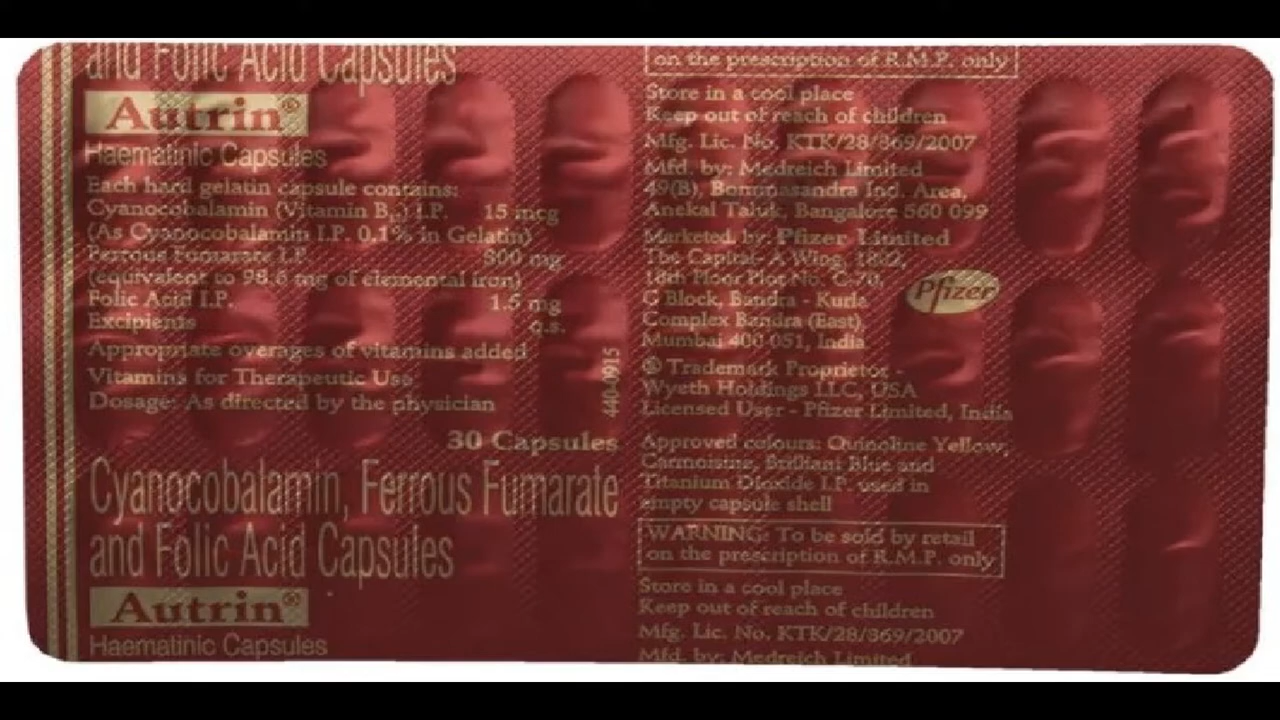 and Folic Acid Capsules
Autrin®
Haematinic Capsules
Each hard gelatin capsule contains:
Cyanocobalamin (Vitamin B₁₂) I.P. 15 mcg
(As Cyanocobalamin I.P. 0.1% in Gelatin)
Ferrous Fumarate I.P. 300 mg
(equivalent to 98.6 mg of elemental iron)
Folic Acid I.P. 1.5 mg
Excipients q.s.
Appropriate overages of vitamins added
Vitamins for Therapeutic Use
Dosage: As directed by the physician
30 Capsules
440-0915
Cyanocobalamin, Ferrous Fumarate
and Folic Acid Capsules
Autrin®
Haematinic Capsules
on the prescription of R.M.P. only
Store in a cool place
Keep out of reach of children
Mfg. Lic. No. KTK/28/369/2007
Mfd. by: Medreich Limited
49(B), Bommasandra Ind. Area,
Anekal Taluk, Bangalore 560 099
Marketed by: Pfizer Limited
The Capital- A Wing, 1802,
18th Floor Plot No. C-70,
G Block, Bandra - Kurla
Complex Bandra (East)
Mumbai 400 051, India
Pfizer
® Trademark Proprietor -
Wyeth Holdings LLC, USA
Licensed User - Pfizer Limited, India
Approved colours: Quinoline Yellow,
Carmoisine, Brilliant Blue and
Titanium Dioxide I.P. used in
empty capsule shell
WARNING: To be sold by retail
on the prescription of R.M.P. only
Store in a cool place
Keep out of reach of children
Mfg. Lic. No. KTK/28/369/2007
Mfd. by: Medreich Limited